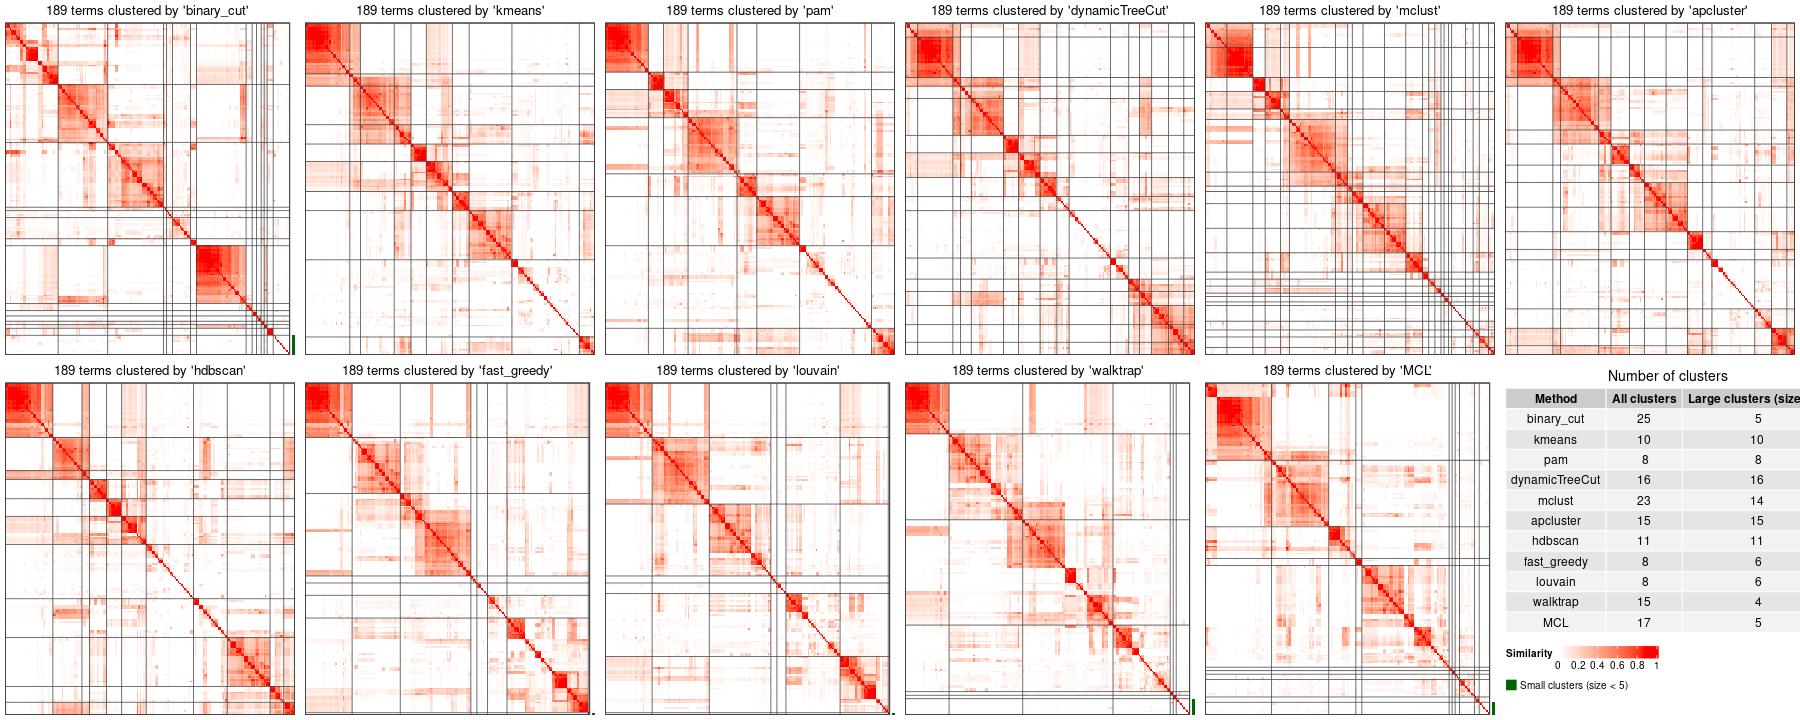 189 terms clustered by 'binary_cut'
189 terms clustered by 'kmeans'
189 terms clustered by 'pam'
189 terms clustered by 'dynamicTreeCut'
189 terms clustered by 'mclust'
189 terms clustered by 'apcluster'
189 terms clustered by 'hdbscan'
189 terms clustered by 'fast_greedy'
189 terms clustered by 'louvain'
189 terms clustered by 'walktrap'
189 terms clustered by 'MCL'
Number of clusters
Method All clusters Large clusters (size
binary_cut 25 5
kmeans 10 10
pam 8 8
dynamicTreeCut 16 16
mclust 23 14
apcluster 15 15
hdbscan 11 11
fast_greedy 8 6
louvain 8 6
walktrap 15 4
MCL 17 5
Similarity
0 0.2 0.4 0.6 0.8 1
Small clusters (size < 5)